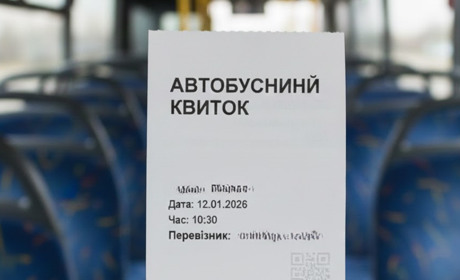 АВТОБУСНИНЙ
КВИТОК
Дата: 12.01.2026
Час: 10:30
Перевізник: